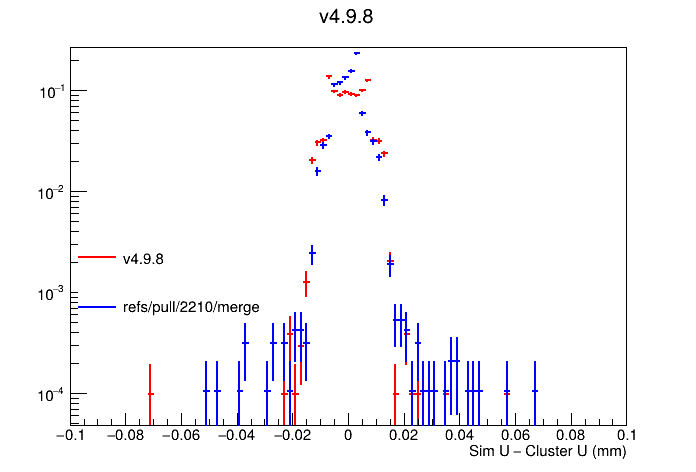 v4.9.8
10⁻¹
10⁻²
v4.9.8
10⁻³
refs/pull/2210/merge
10⁻⁴
−0.1 −0.08 −0.06 −0.04 −0.02 0 0.02 0.04 0.06 0.08 0.1
Sim U − Cluster U (mm)